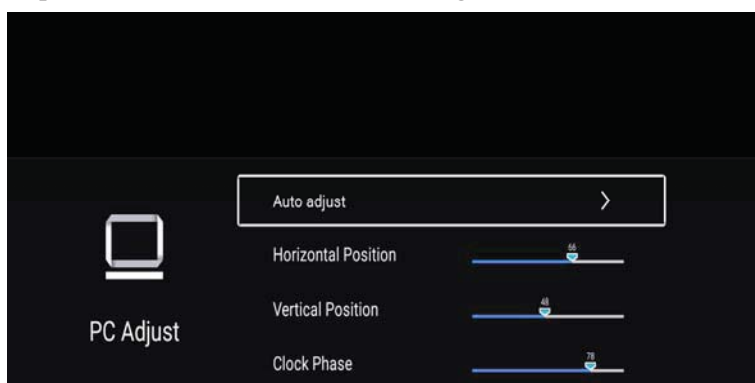 Auto adjust
Horizontal Position
66
Vertical Position
48
PC Adjust
Clock Phase
78